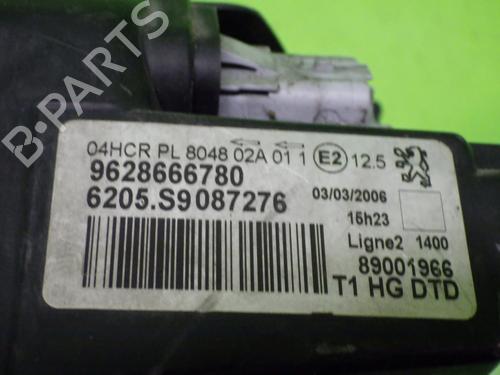 B-PARTS
04HCR PL 8048 02A 01 1 E2 12.5
9628666780
6205.S9087276
03/03/2006
15h23
Ligne2 1400
89001966
T1 HG DTD